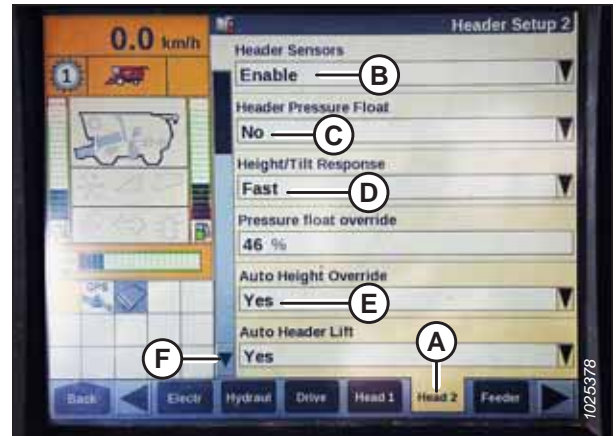 0.0 km/h
Header Setup 2
1
Header Sensors
Enable
B
Header Pressure Float
No
C
Height/Tilt Response
Fast
D
Pressure float override
46 %
Auto Height Override
Yes
E
GPS
Auto Header Lift
Yes
F
A
Back
Electr
Hydraul
Drive
Head 1
Head 2
Feeder
1025378